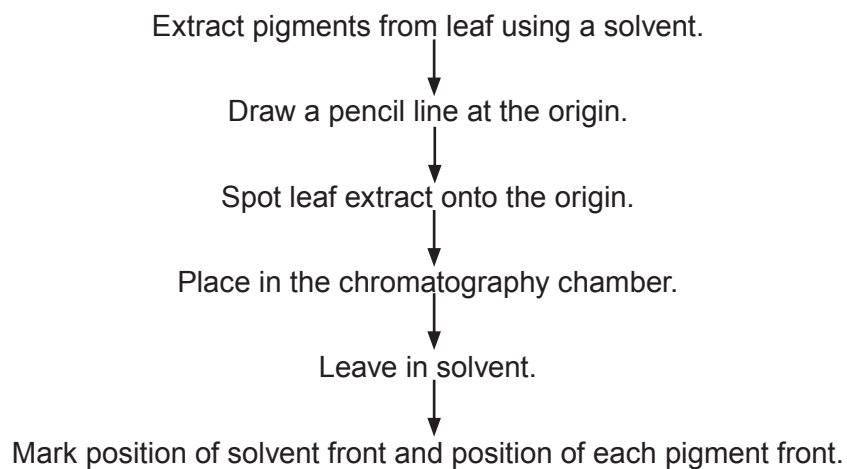 Extract pigments from leaf using a solvent.
Draw a pencil line at the origin.
Spot leaf extract onto the origin.
Place in the chromatography chamber.
Leave in solvent.
Mark position of solvent front and position of each pigment front.